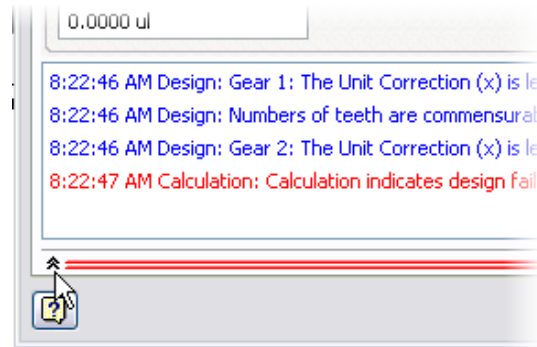 0.0000 ul
8:22:46 AM Design: Gear 1: The Unit Correction (x) is
8:22:46 AM Design: Numbers of teeth are
8:22:46 AM Design: Gear 2: The Unit Correction (x) is
8:22:47 AM Calculation: Calculation indicates design